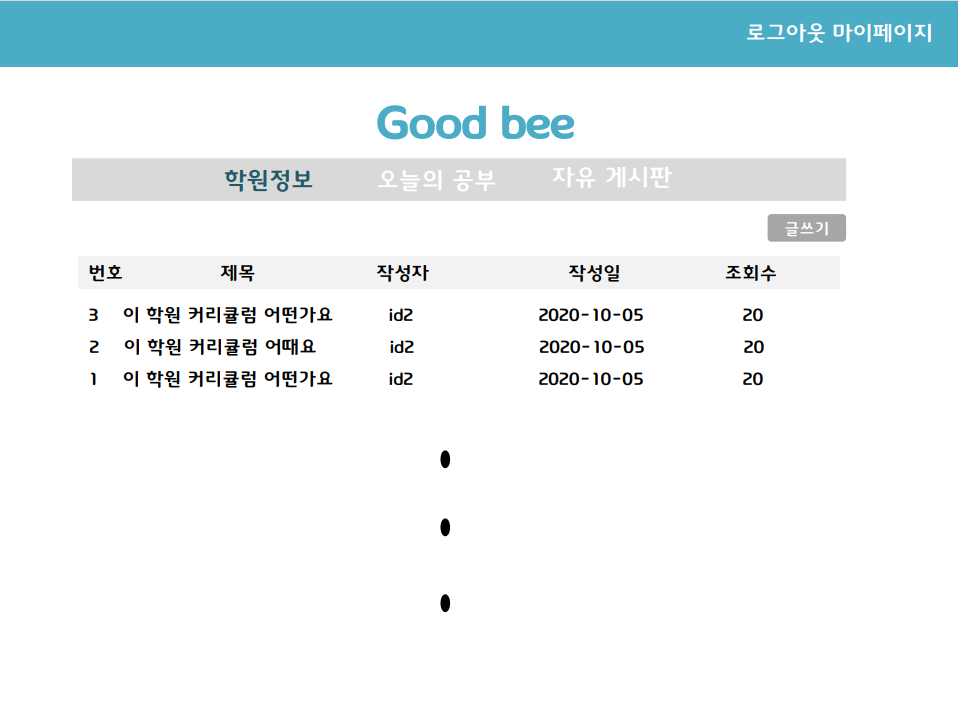 로그아웃 마이페이지
Good bee
학원정보 오늘의 공부 자유 게시판
글쓰기
번호 제목 작성자 작성일 조회수
3 이 학원 커리큘럼 어떤가요 id2 2020-10-05 20
2 이 학원 커리큘럼 어때요 id2 2020-10-05 20
1 이 학원 커리큘럼 어떤가요 id2 2020-10-05 20